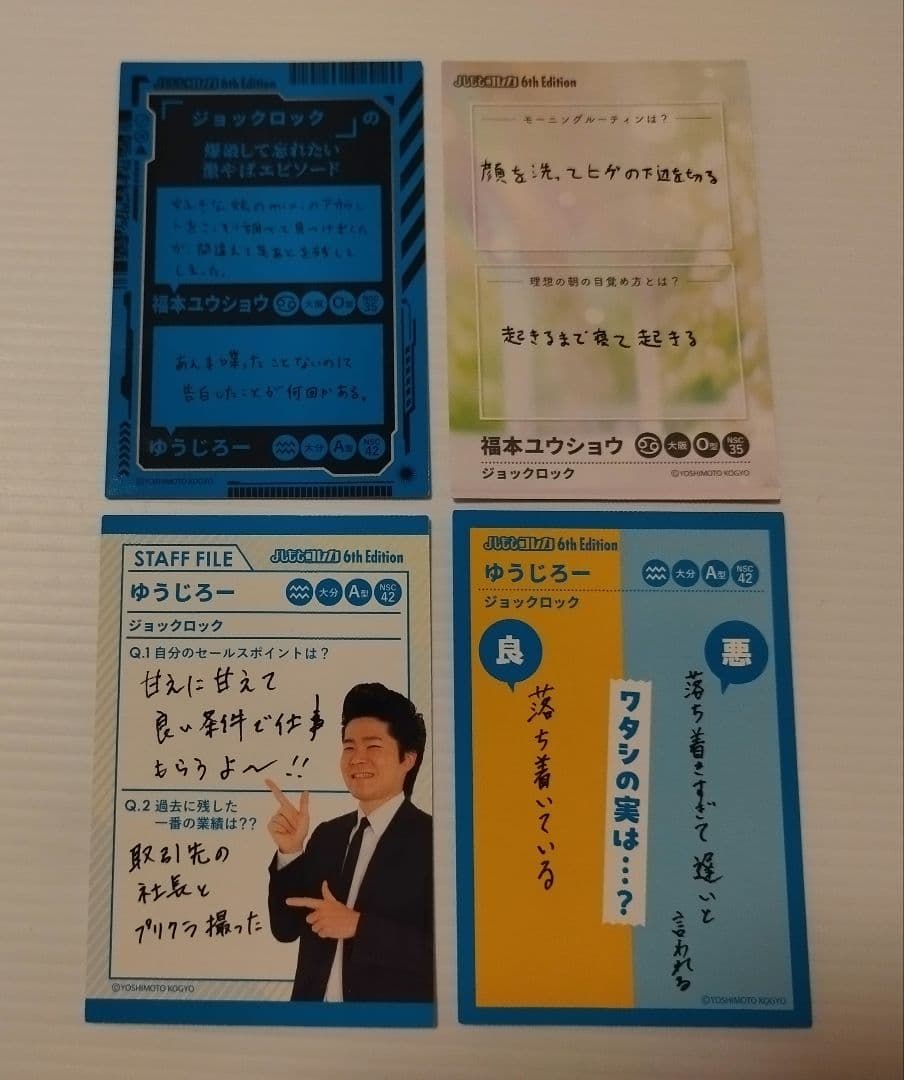 よしもとコレカ 6th Edition
ジョックロック の
爆破して忘れたい
激やばエピソード
しました。
福本ユウショウ 大阪 O型 NSC 35
あんま喋ったことないのに
告白したことが何回かある。
ゆうじろー 大分 A型 NSC 42
©YOSHIMOTO KOGYO
よしもとコレカ 6th Edition
モーニングルーティンは?
顔を洗ってヒゲの下辺を切る
理想の朝の目覚め方とは?
起きるまで寝て起きる
福本ユウショウ 大阪 O型 NSC 35
ジョックロック ©YOSHIMOTO KOGYO
STAFF FILE よしもとコレカ 6th Edition
ゆうじろー 大分 A型 NSC 42
ジョックロック
Q.1 自分のセールスポイントは?
甘えに甘えて
良い条件で仕事
もらうよ〜!!
Q.2 過去に残した
一番の業績は??
取引先の
社長と
プリクラ撮った
©YOSHIMOTO KOGYO
よしもとコレカ 6th Edition
ゆうじろー 大分 A型 NSC 42
ジョックロック
良
落ち着いている
ワタシの実は…?
悪
落ち着きすぎて遅いと
言われる
©YOSHIMOTO KOGYO